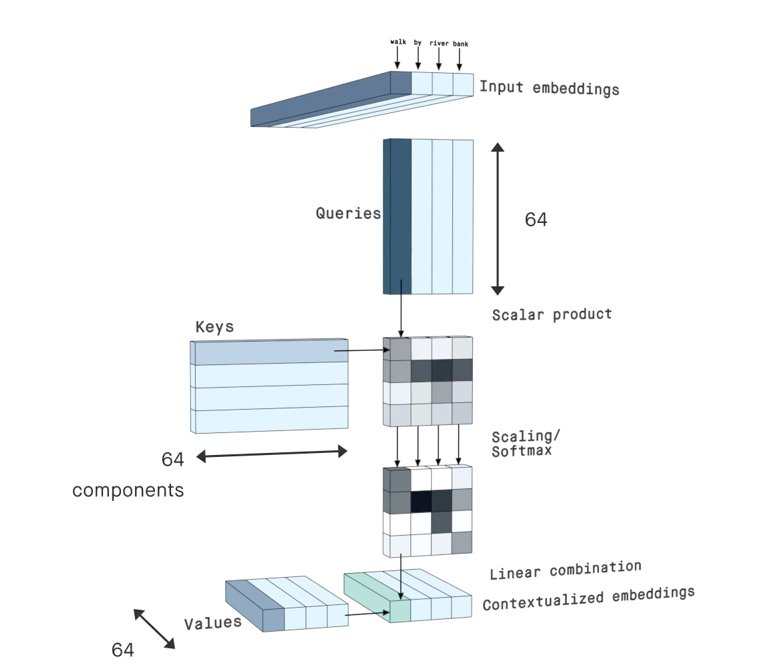 walk by river bank
Input embeddings
Queries
64
Scalar product
Keys
64
components
Scaling/
Softmax
Linear combination
Values
Contextualized embeddings
64